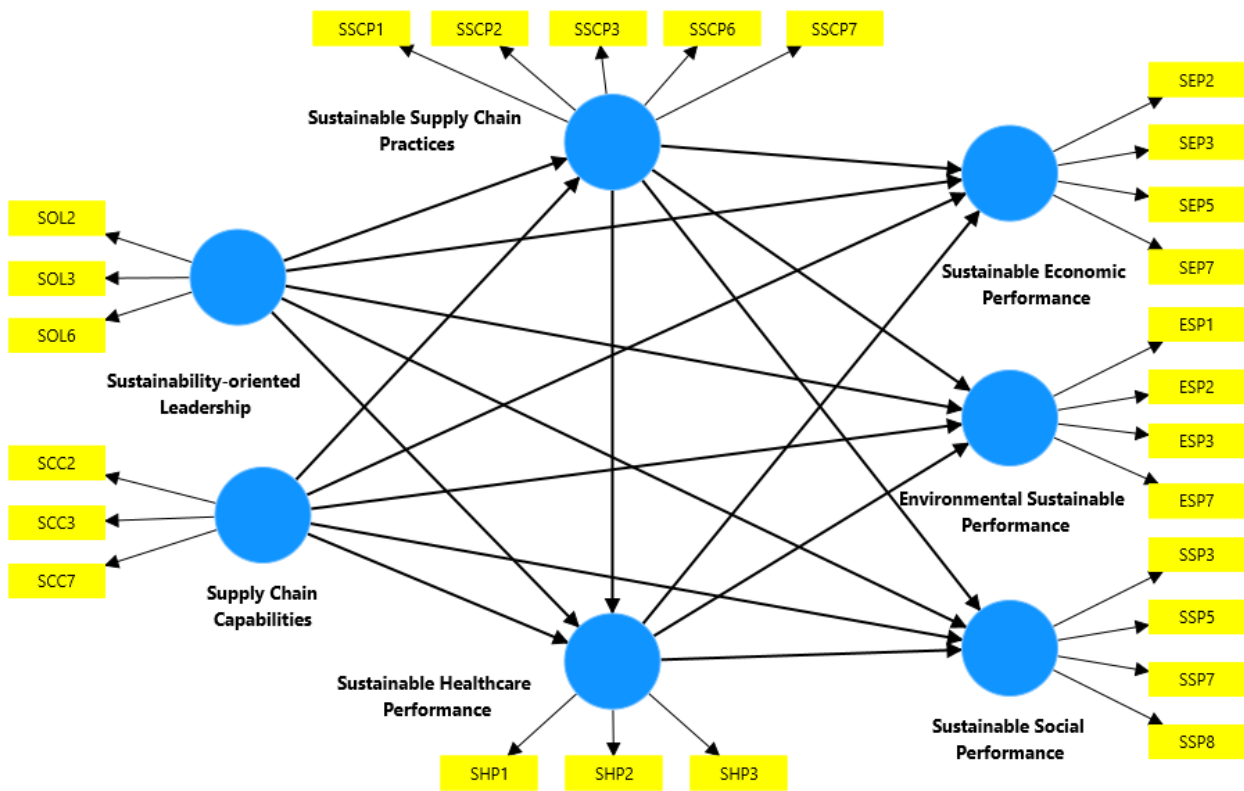 SSCP1
SSCP2
SSCP3
SSCP6
SSCP7
Sustainable Supply Chain
Practices
SEP2
SEP3
SEP5
SEP7
Sustainable Economic
Performance
SOL2
SOL3
SOL6
Sustainability-oriented
Leadership
ESP1
ESP2
ESP3
ESP7
Environmental Sustainable
Performance
SCC2
SCC3
SCC7
Supply Chain
Capabilities
SSP3
SSP5
SSP7
SSP8
Sustainable Social
Performance
Sustainable Healthcare
Performance
SHP1
SHP2
SHP3